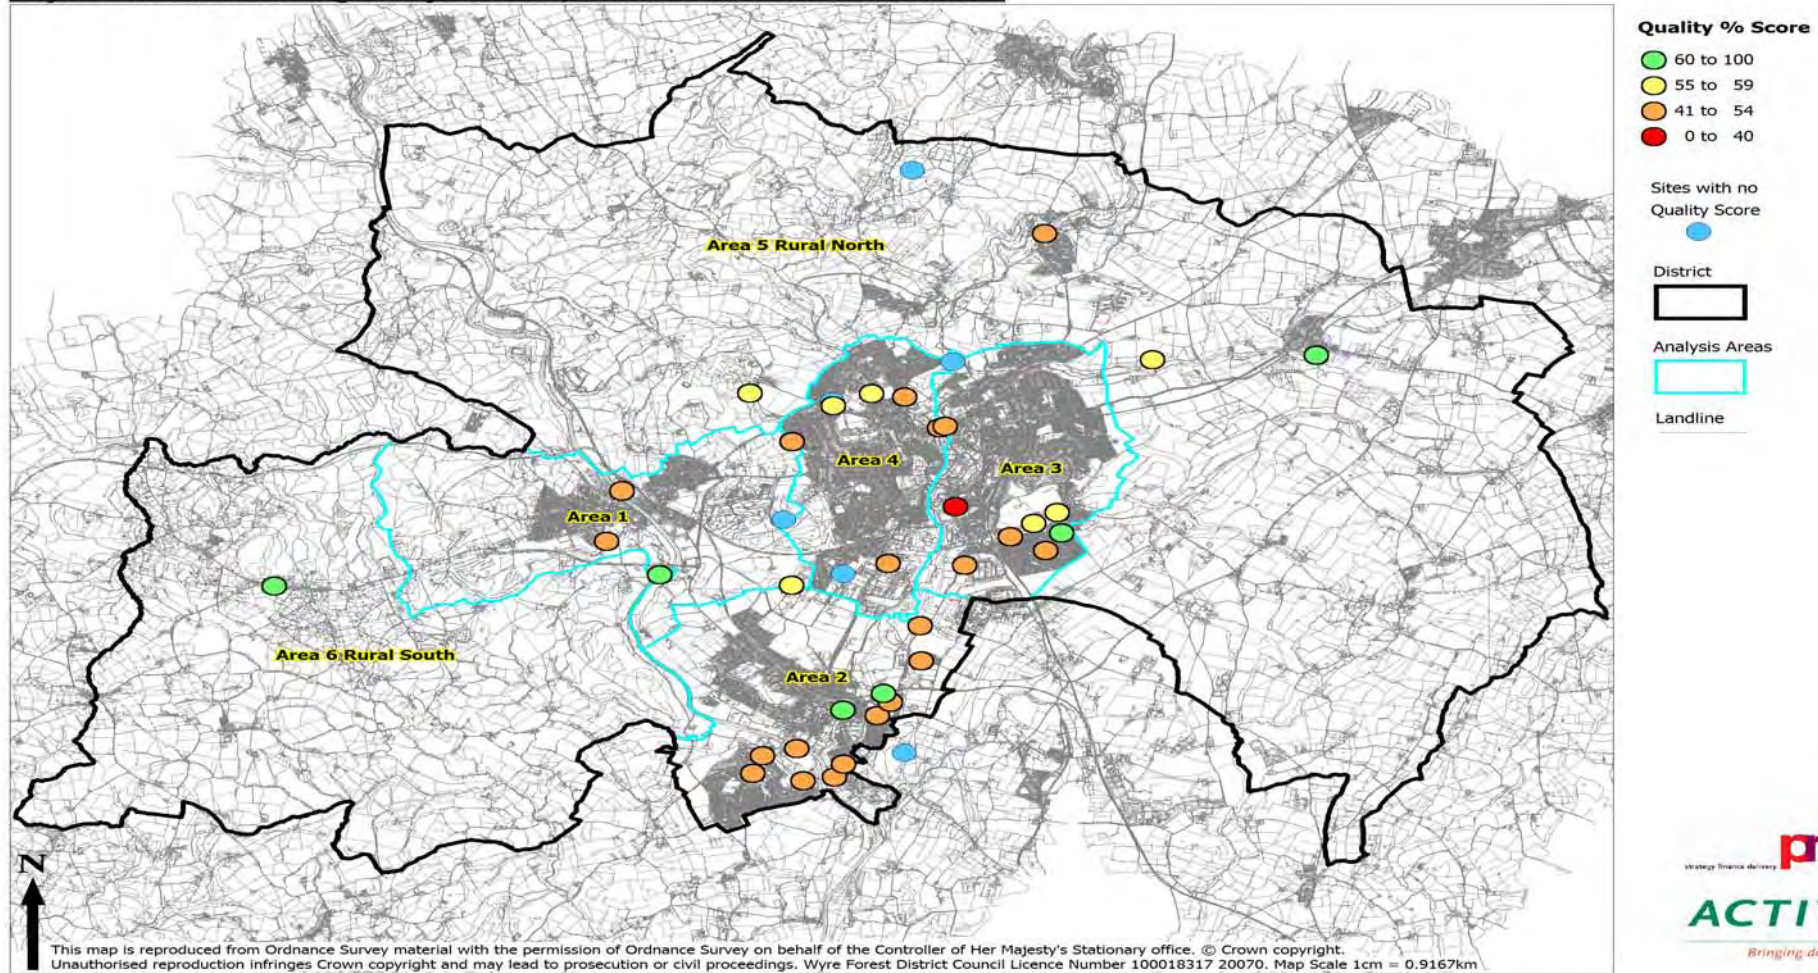 Quality % Score
60 to 100
55 to 59
41 to 54
0 to 40
Sites with no
Quality Score
District
Analysis Areas
Landline
Area 5 Rural North
Area 4
Area 3
Area 1
Area 6 Rural South
Area 2
N
strategy finance delivery
ACTI
Bringing d
This map is reproduced from Ordnance Survey material with the permission of Ordnance Survey on behalf of the Controller of Her Majesty's Stationary office. © Crown copyright.
Unauthorised reproduction infringes Crown copyright and may lead to prosecution or civil proceedings. Wyre Forest District Council Licence Number 100018317 20070. Map Scale 1cm = 0.9167km